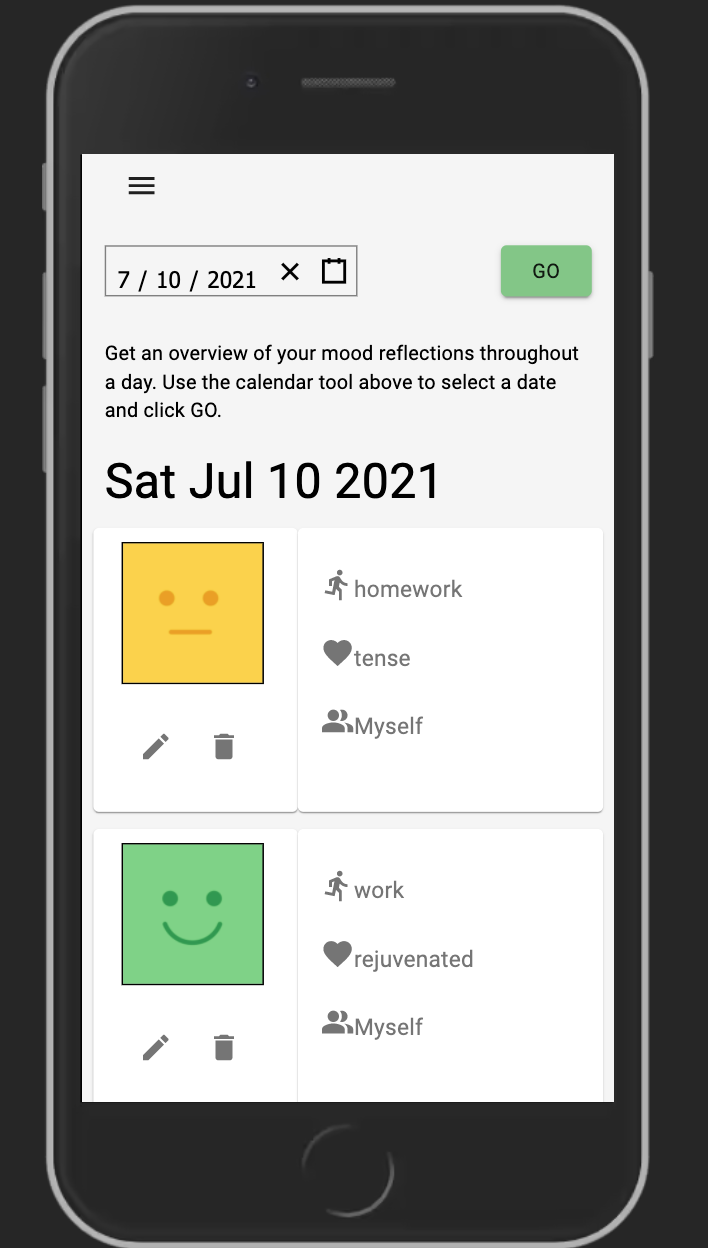 7 / 10 / 2021
GO
Get an overview of your mood reflections throughout
a day. Use the calendar tool above to select a date
and click GO.
Sat Jul 10 2021
homework
tense
Myself
work
rejuvenated
Myself